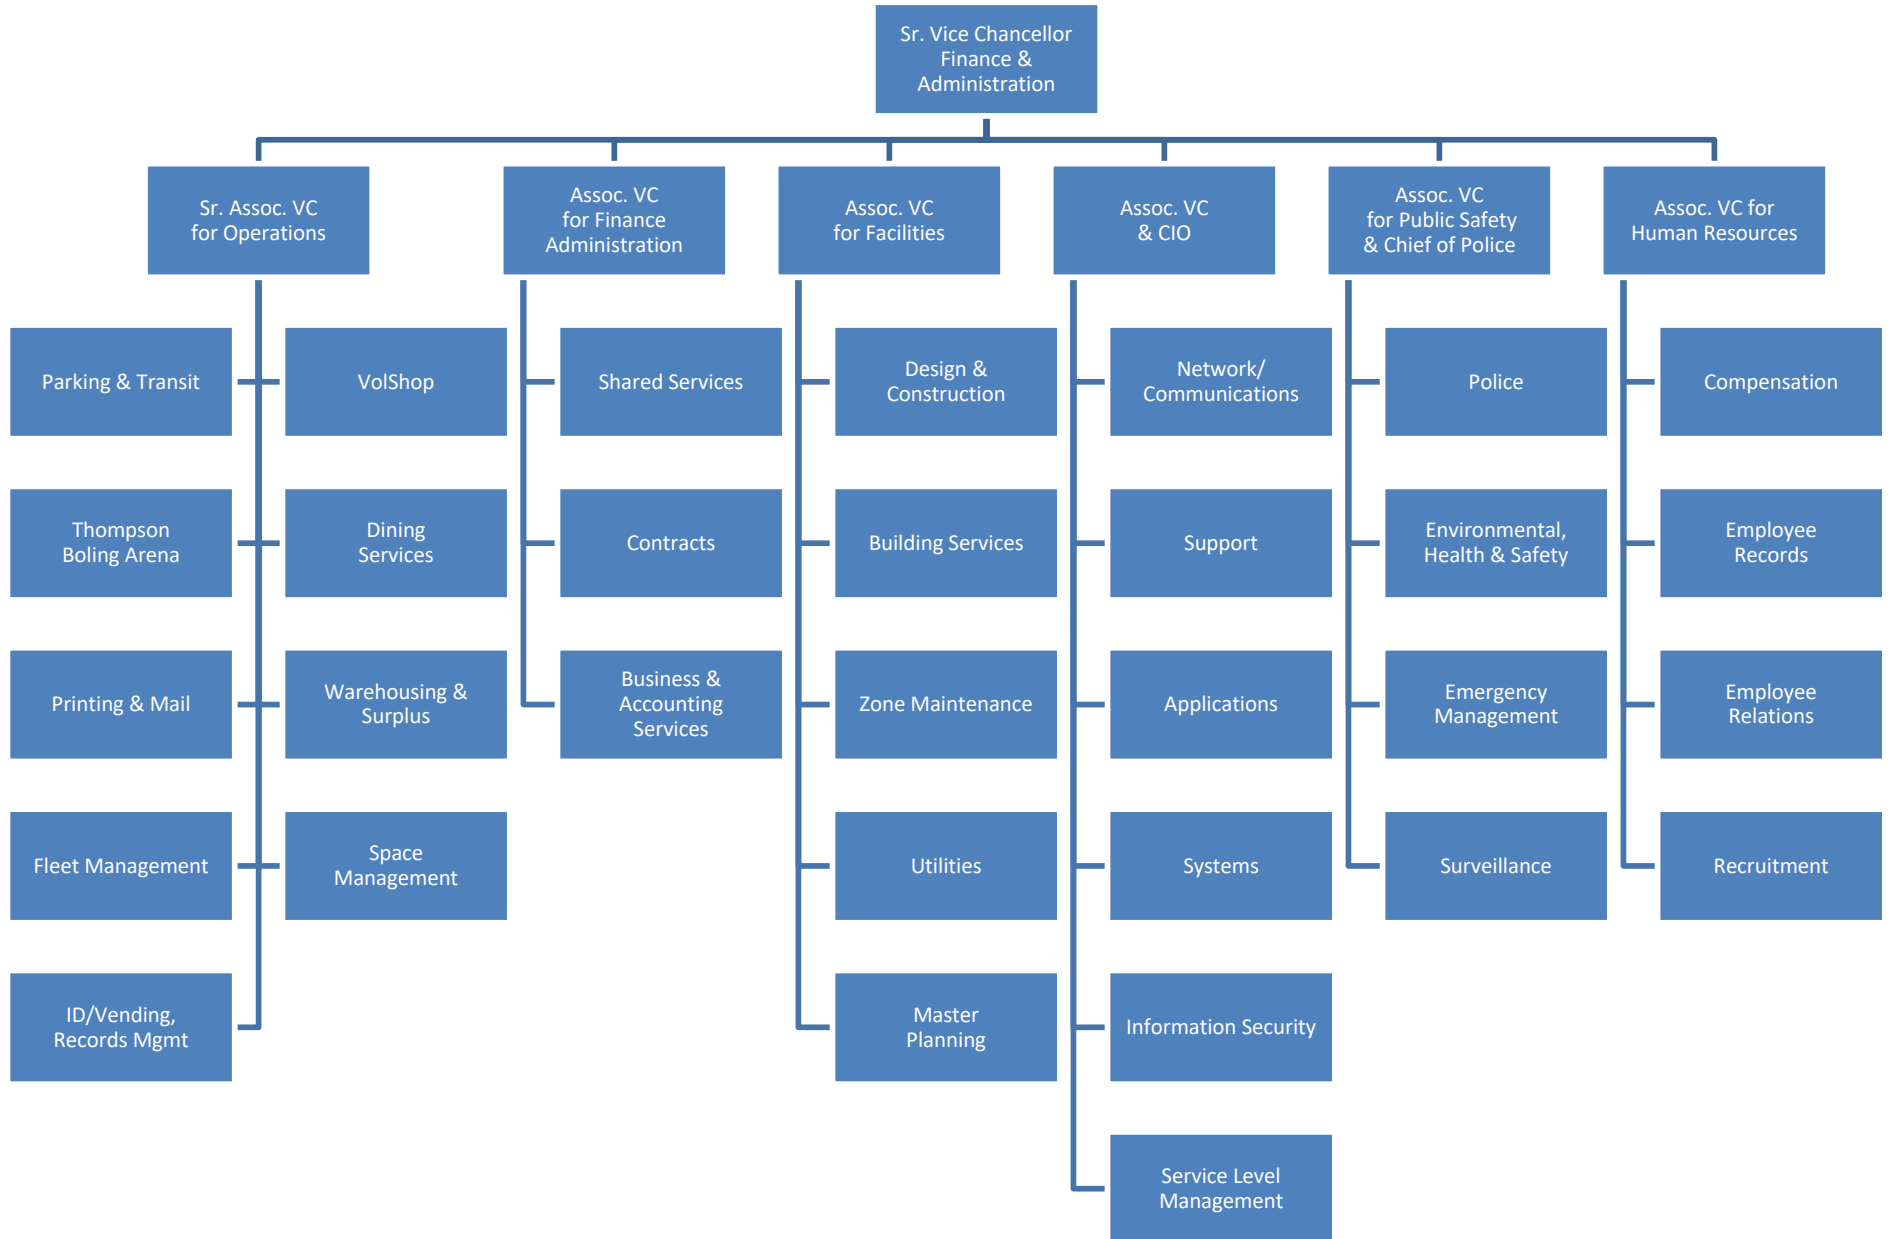 Sr. Vice Chancellor
Finance &
Administration
Sr. Assoc. VC
for Operations
Assoc. VC
for Finance
Administration
Assoc. VC
for Facilities
Assoc. VC
& CIO
Assoc. VC
for Public Safety
& Chief of Police
Assoc. VC for
Human Resources
Parking & Transit
VolShop
Shared Services
Design &
Construction
Network/
Communications
Police
Compensation
Thompson
Boling Arena
Dining
Services
Contracts
Building Services
Support
Environmental,
Health & Safety
Employee
Records
Printing & Mail
Warehousing &
Surplus
Business &
Accounting
Services
Zone Maintenance
Applications
Emergency
Management
Employee
Relations
Fleet Management
Space
Management
Utilities
Systems
Surveillance
Recruitment
ID/Vending,
Records Mgmt
Master
Planning
Information Security
Service Level
Management